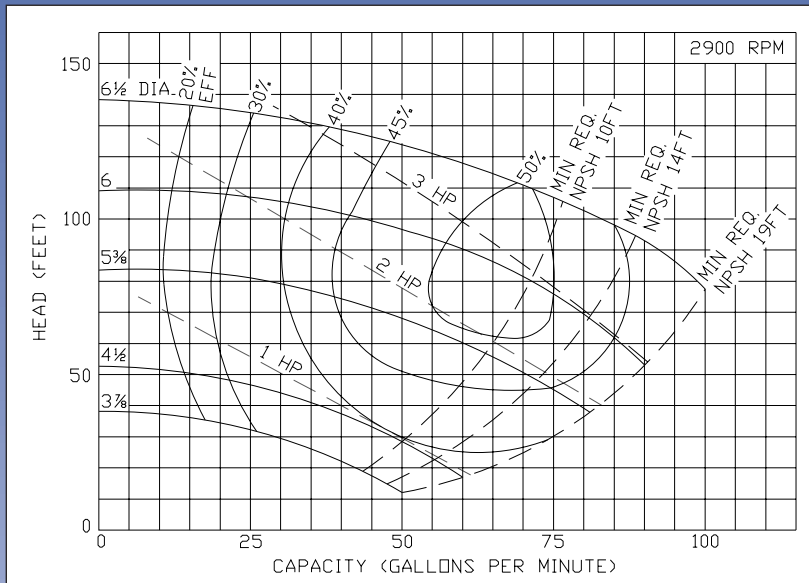 2900 RPM
150
6½ DIA.
20% EFF
30%
40%
45%
50%
MIN REQ. NPSH 10FT
MIN REQ. NPSH 14FT
MIN REQ. NPSH 19FT
3 HP
2 HP
1 HP
6
100
5⅜
50
4½
3⅞
0
HEAD (FEET)
0
25
50
75
100
CAPACITY (GALLONS PER MINUTE)